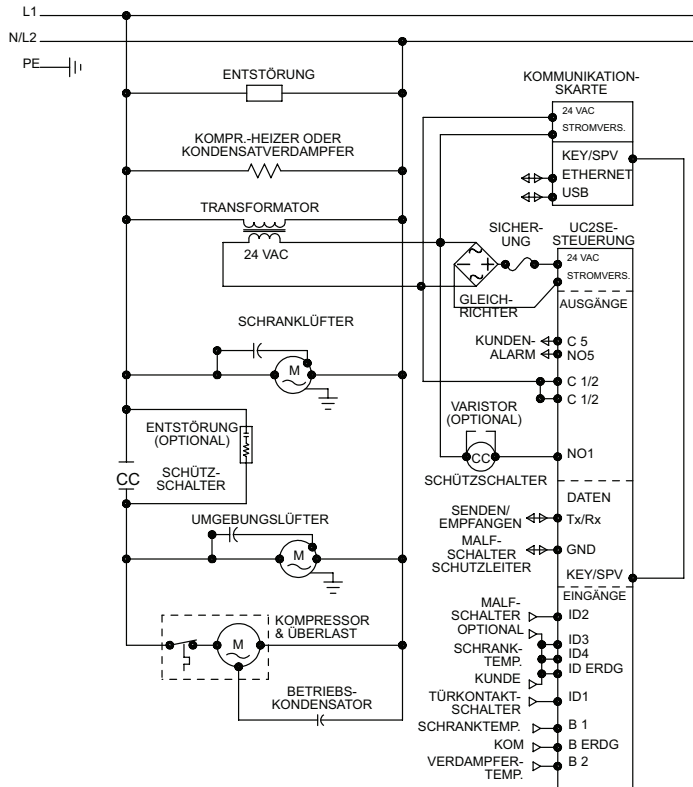 L1
N/L2
PE
ENTSTÖRUNG
KOMPR.-HEIZER ODER
KONDENSATVERDAMPFER
TRANSFORMATOR
24 VAC
SCHRANKLÜFTER
M
ENTSTÖRUNG
(OPTIONAL)
CC
SCHÜTZ-
SCHALTER
UMGEBUNGSLÜFTER
M
KOMPRESSOR
& ÜBERLAST
M
BETRIEBS-
KONDENSATOR
KOMMUNIKATION-
SKARTE
24 VAC
STROMVERS.
KEY/SPV
ETHERNET
USB
SICHER-
UNG
GLEICH-
RICHTER
UC2SE-
STEUERUNG
24 VAC
STROMVERS.
AUSGÄNGE
KUNDEN-
ALARM
C 5
NO5
C 1/2
C 1/2
VARISTOR
(OPTIONAL)
CC
SCHÜTZSCHALTER
NO1
DATEN
SENDEN/
EMPFANGEN
Tx/Rx
MALF-
SCHALTER
SCHUTZLEITER
GND
KEY/SPV
EINGÄNGE
MALF-
SCHALTER
OPTIONAL
ID2
SCHRANK-
TEMP.
ID3
ID4
KUNDE
ID ERDG
TÜRKONTAKT-
SCHALTER
ID1
SCHRANKTEMP.
B 1
KOM
B ERDG
VERDAMPFER-
TEMP.
B 2